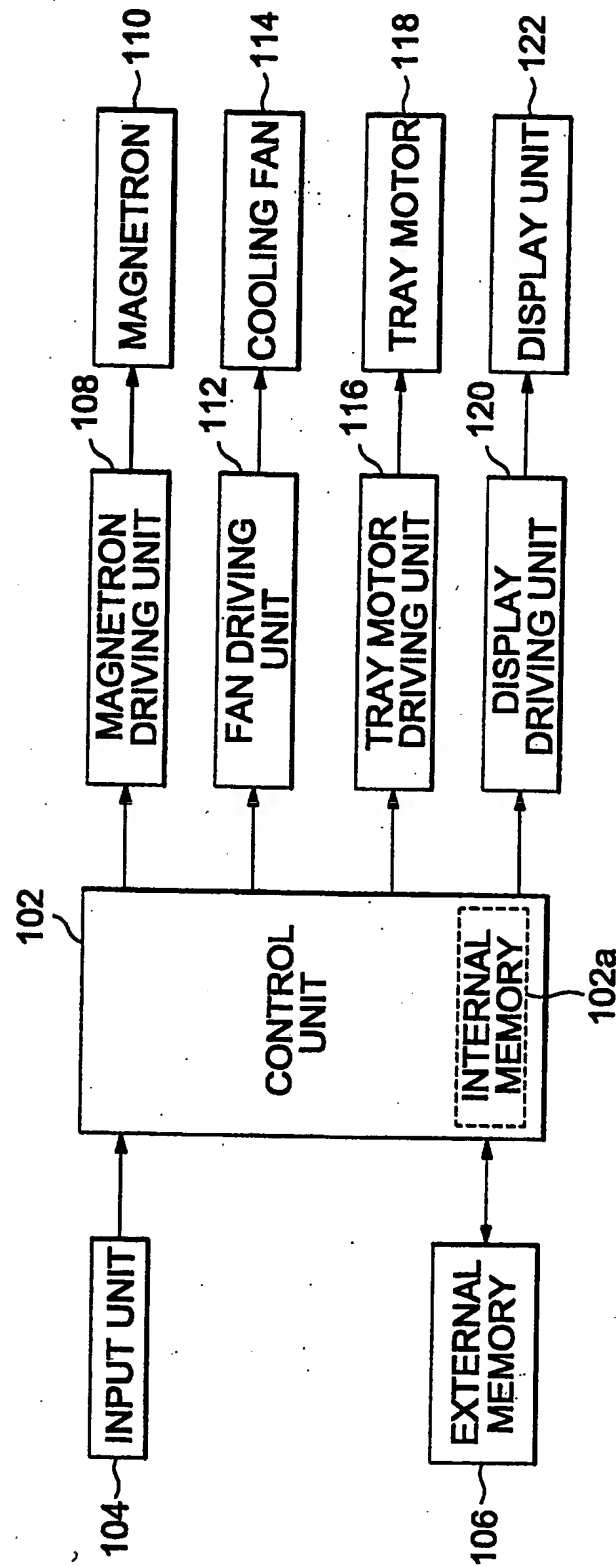 104
INPUT UNIT
106
EXTERNAL
MEMORY
102
CONTROL
UNIT
INTERNAL
MEMORY
102a
108
MAGNETRON
DRIVING UNIT
110
MAGNETRON
112
FAN DRIVING
UNIT
114
COOLING FAN
116
TRAY MOTOR
DRIVING UNIT
118
TRAY MOTOR
120
DISPLAY
DRIVING UNIT
122
DISPLAY UNIT